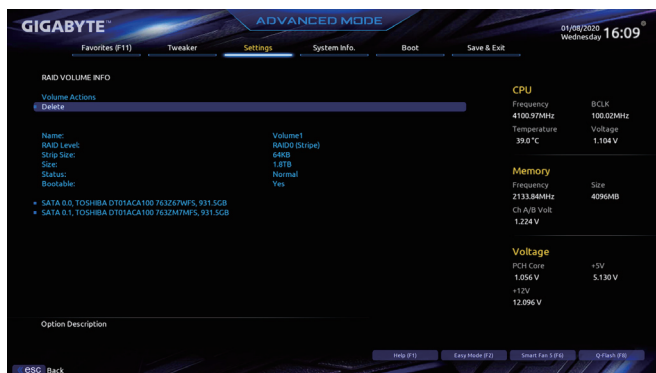 GIGABYTE™
ADVANCED MODE
01/08/2020
Wednesday 16:09
Favorites (F11) Tweaker Settings System Info. Boot Save & Exit
RAID VOLUME INFO
Volume Actions
Delete
Name: Volume1
RAID Level: RAID0 (Stripe)
Strip Size: 64KB
Size: 1.8TB
Status: Normal
Bootable: Yes
SATA 0.0, TOSHIBA DT01ACA100 763Z67WFS, 931.5GB
SATA 0.1, TOSHIBA DT01ACA100 763ZM7MFS, 931.5GB
CPU
Frequency BCLK
4100.97MHz 100.02MHz
Temperature Voltage
39.0 °C 1.104 V
Memory
Frequency Size
2133.84MHz 4096MB
Ch A/B Volt
1.224 V
Voltage
PCH Core +5V
1.056 V 5.130 V
+12V
12.096 V
Option Description
Help (F1) Easy Mode (F2) Smart Fan 5 (F6) Q-Flash (F8)
esc Back